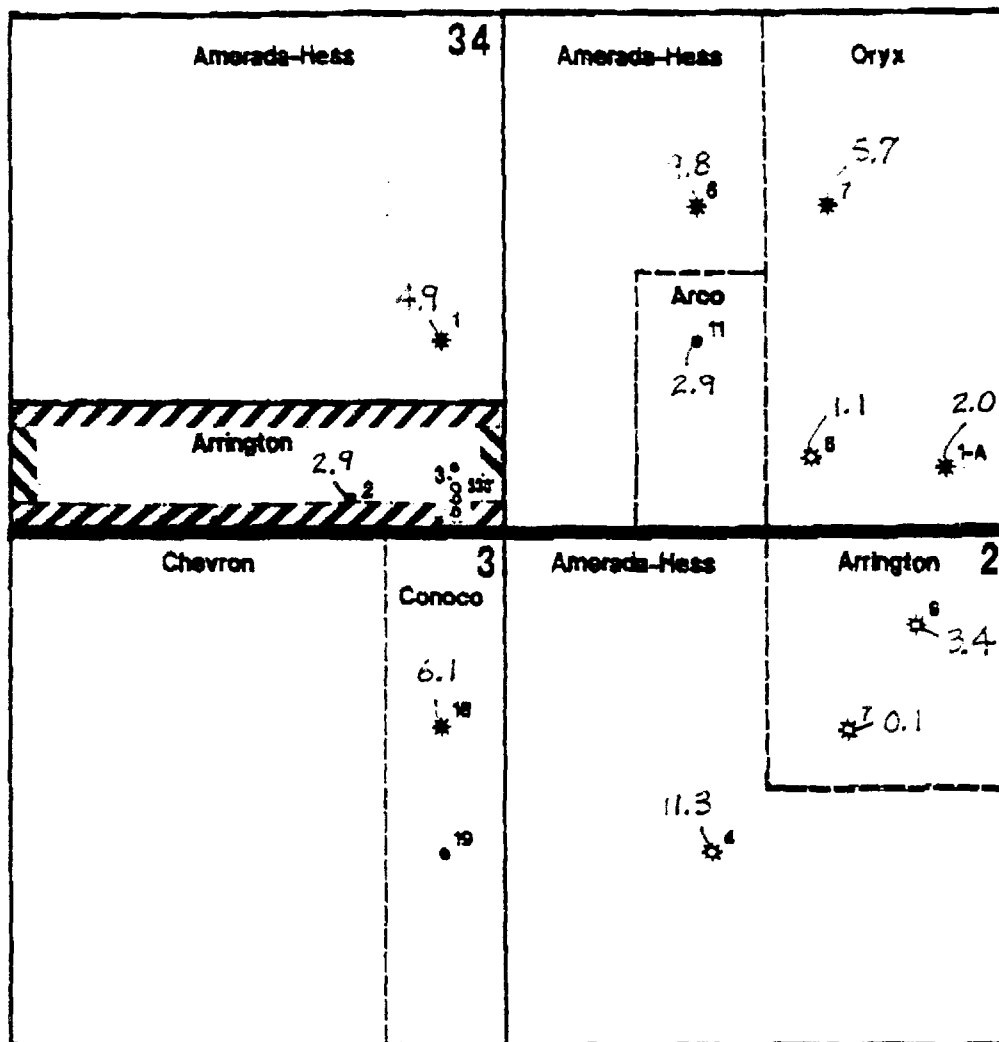 Amerada-Hess 34 Amerada-Hess Oryx
9.8 6 5.7 7
4.9 1
Arco
11
2.9
1.1 8 2.0 1-A
Arrington
2.9 2 3 330'
Chevron 3 Amerada-Hess Arrington 2
Conoco
3.4
6.1 18
7 0.1
11.3 4
19